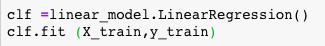 clf =linear_model.LinearRegression()
clf.fit (X_train,y_train)